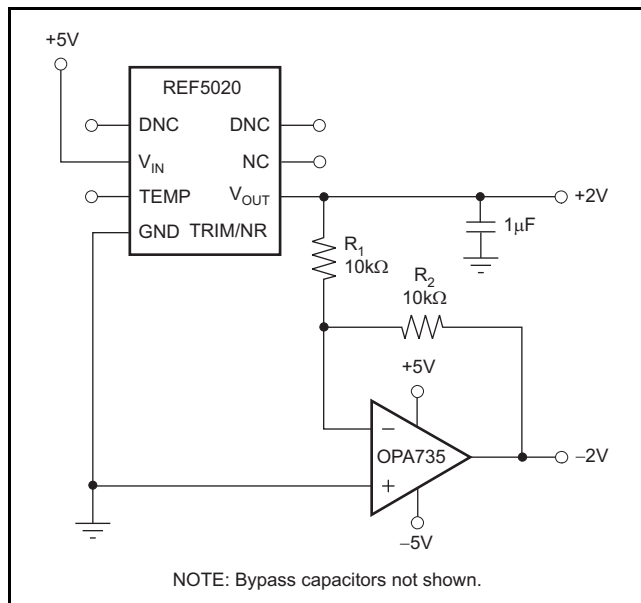 +5V
REF5020
DNC DNC
V_IN NC
TEMP V_OUT
GND TRIM/NR
+2V
1μF
R_1
10kΩ
R_2
10kΩ
+5V
−
OPA735
+
−2V
−5V
NOTE: Bypass capacitors not shown.